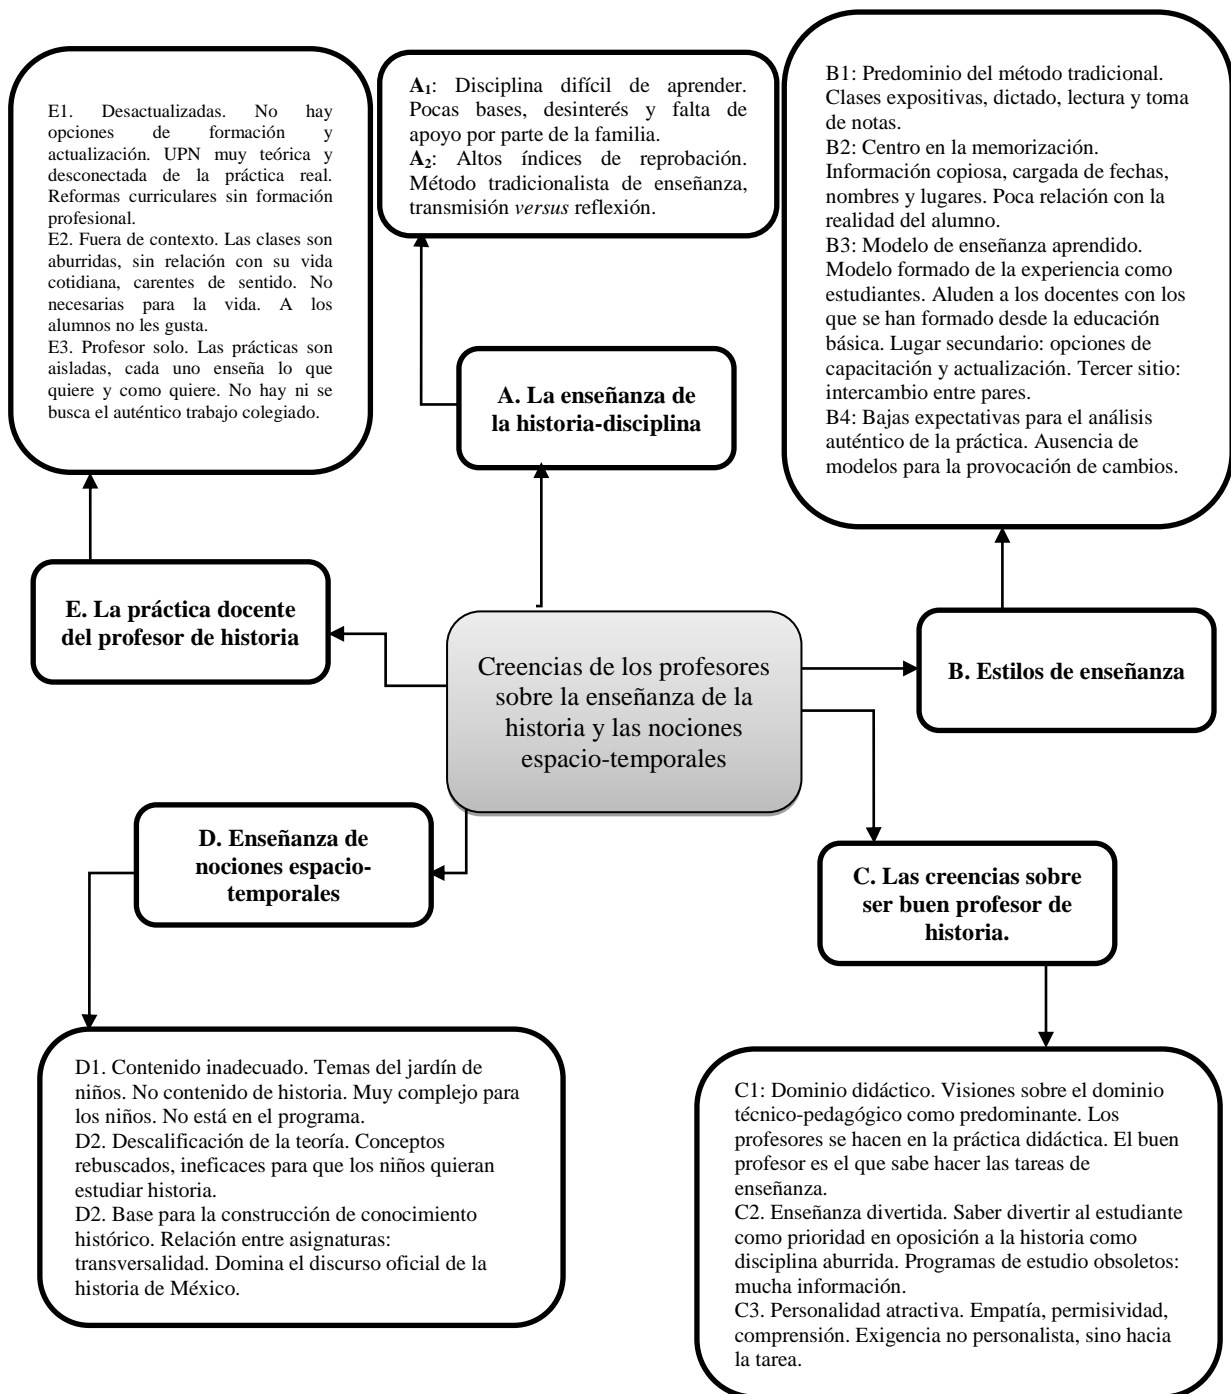 E1. Desactualizadas. No hay
opciones de formación y
actualización. UPN muy teórica y
desconectada de la práctica real.
Reformas curriculares sin formación
profesional.
E2. Fuera de contexto. Las clases son
aburridas, sin relación con su vida
cotidiana, carentes de sentido. No
necesarias para la vida. A los
alumnos no les gusta.
E3. Profesor solo. Las prácticas son
aisladas, cada uno enseña lo que
quiere y como quiere. No hay ni se
busca el auténtico trabajo colegiado.
A₁: Disciplina difícil de aprender.
Pocas bases, desinterés y falta de
apoyo por parte de la familia.
A₂: Altos índices de reprobación.
Método tradicionalista de enseñanza,
transmisión versus reflexión.
B1: Predominio del método tradicional.
Clases expositivas, dictado, lectura y toma
de notas.
B2: Centro en la memorización.
Información copiosa, cargada de fechas,
nombres y lugares. Poca relación con la
realidad del alumno.
B3: Modelo de enseñanza aprendido.
Modelo formado de la experiencia como
estudiantes. Aluden a los docentes con los
que se han formado desde la educación
básica. Lugar secundario: opciones de
capacitación y actualización. Tercer sitio:
intercambio entre pares.
B4: Bajas expectativas para el análisis
auténtico de la práctica. Ausencia de
modelos para la provocación de cambios.
A. La enseñanza de
la historia-disciplina
E. La práctica docente
del profesor de historia
Creencias de los profesores
sobre la enseñanza de la
historia y las nociones
espacio-temporales
B. Estilos de enseñanza
D. Enseñanza de
nociones espacio-
temporales
C. Las creencias sobre
ser buen profesor de
historia.
D1. Contenido inadecuado. Temas del jardín de
niños. No contenido de historia. Muy complejo para
los niños. No está en el programa.
D2. Descalificación de la teoría. Conceptos
rebuscados, ineficaces para que los niños quieran
estudiar historia.
D2. Base para la construcción de conocimiento
histórico. Relación entre asignaturas:
transversalidad. Domina el discurso oficial de la
historia de México.
C1: Dominio didáctico. Visiones sobre el dominio
técnico-pedagógico como predominante. Los
profesores se hacen en la práctica didáctica. El buen
profesor es el que sabe hacer las tareas de
enseñanza.
C2. Enseñanza divertida. Saber divertir al estudiante
como prioridad en oposición a la historia como
disciplina aburrida. Programas de estudio obsoletos:
mucha información.
C3. Personalidad atractiva. Empatía, permisividad,
comprensión. Exigencia no personalista, sino hacia
la tarea.